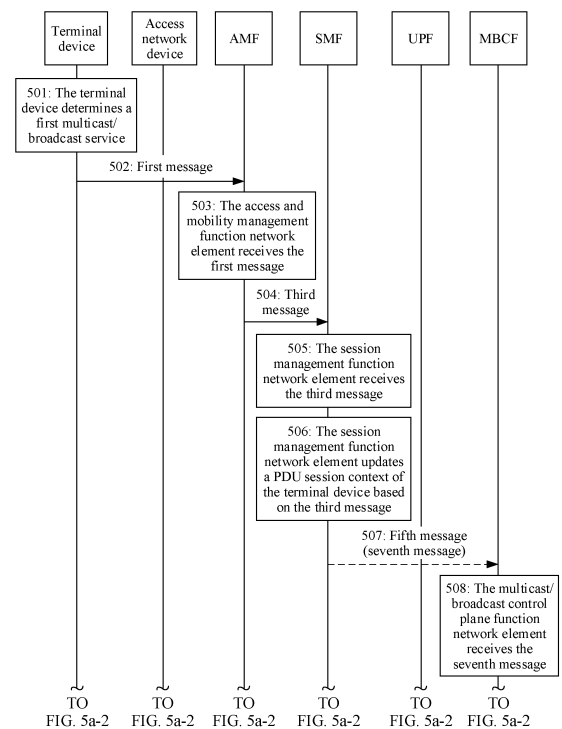 Terminal
device
Access
network
device
AMF
SMF
UPF
MBCF
501: The terminal
device determines a
first multicast/
broadcast service
502: First message
503: The access and
mobility management
function network
element receives the
first message
504: Third
message
505: The session
management function
network element receives
the third message
506: The session
management function
network element updates
a PDU session context of
the terminal device based
on the third message
507: Fifth message
(seventh message)
508: The multicast/
broadcast control
plane function
network element
receives the
seventh message
TO
FIG. 5a-2
TO
FIG. 5a-2
TO
FIG. 5a-2
TO
FIG. 5a-2
TO
FIG. 5a-2
TO
FIG. 5a-2